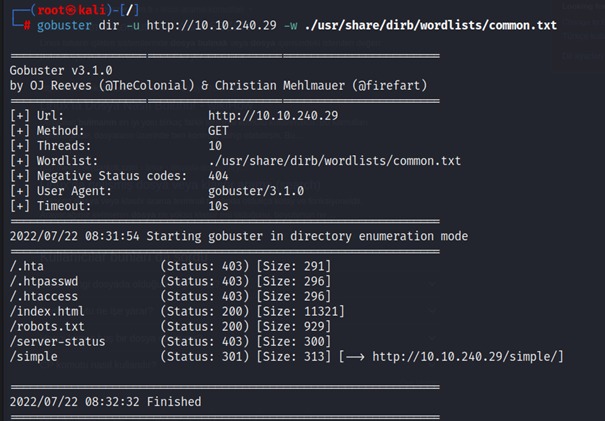 ┌──(root㉿kali)-[/]
└─# gobuster dir -u http://10.10.240.29 -w ./usr/share/dirb/wordlists/common.txt
Gobuster v3.1.0
by OJ Reeves (@TheColonial) & Christian Mehlmauer (@firefart)
[+] Url: http://10.10.240.29
[+] Method: GET
[+] Threads: 10
[+] Wordlist: ./usr/share/dirb/wordlists/common.txt
[+] Negative Status codes: 404
[+] User Agent: gobuster/3.1.0
[+] Timeout: 10s
2022/07/22 08:31:54 Starting gobuster in directory enumeration mode
/.hta (Status: 403) [Size: 291]
/.htpasswd (Status: 403) [Size: 296]
/.htaccess (Status: 403) [Size: 296]
/index.html (Status: 200) [Size: 11321]
/robots.txt (Status: 200) [Size: 929]
/server-status (Status: 403) [Size: 300]
/simple (Status: 301) [Size: 313] [--> http://10.10.240.29/simple/]
2022/07/22 08:32:32 Finished